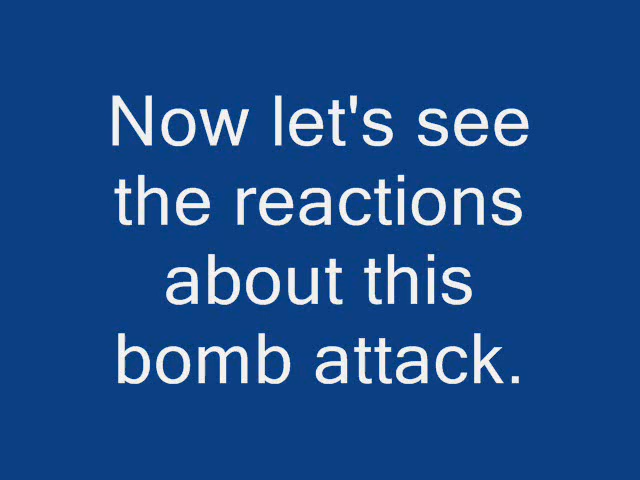 Now let's see
the reactions
about this
bomb attack.